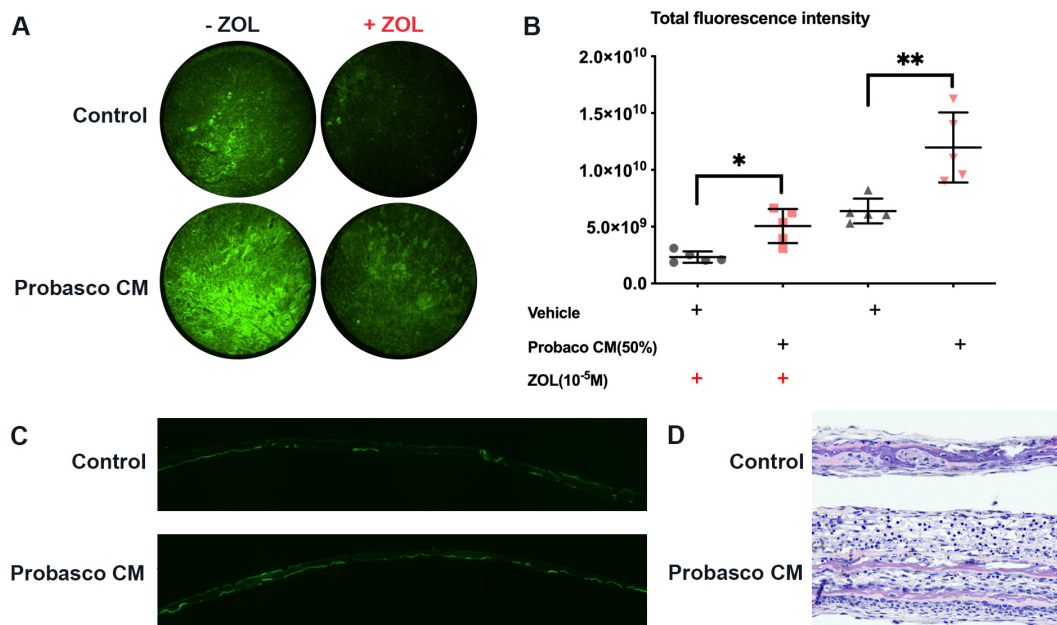 A
- ZOL
+ ZOL
Control
Probasco CM
B
Total fluorescence intensity
2.0×10¹⁰
1.5×10¹⁰
1.0×10¹⁰
5.0×10⁹
0.0
*
**
Vehicle + +
Probaco CM(50%) + +
ZOL(10⁻⁵M) + +
C
Control
Probasco CM
D
Control
Probasco CM